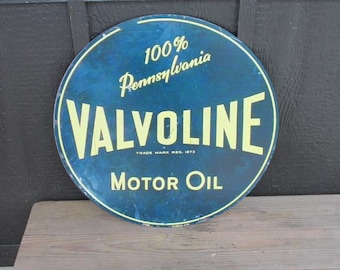 100%
Pennsylvania
VALVOLINE
TRADE MARK REG. 1873
MOTOR OIL